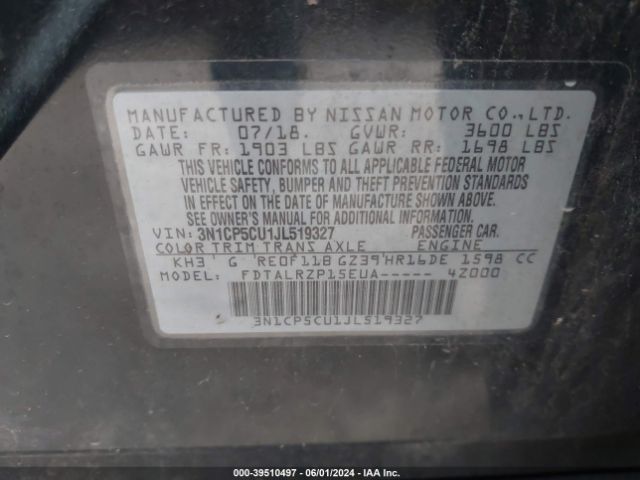 MANUFACTURED BY NISSAN MOTOR CO.,LTD.
DATE: 07/18. GVWR: 3600 LBS
GAWR FR: 1903 LBS GAWR RR: 1698 LBS
THIS VEHICLE CONFORMS TO ALL APPLICABLE FEDERAL MOTOR
VEHICLE SAFETY, BUMPER AND THEFT PREVENTION STANDARDS
IN EFFECT ON THE DATE OF MANUFACTURE SHOWN ABOVE.
SEE OWNER'S MANUAL FOR ADDITIONAL INFORMATION
VIN: 3N1CP5CU1JL519327 PASSENGER CAR.
COLOR TRIM TRANS AXLE ENGINE
KH3 G RE0F11B GZ39 HR16DE 1598 CC
MODEL: FDTALRZP15EUA----- 4Z000
3N1CP5CU1JL519327
000-39510497 - 06/01/2024 - IAA Inc.